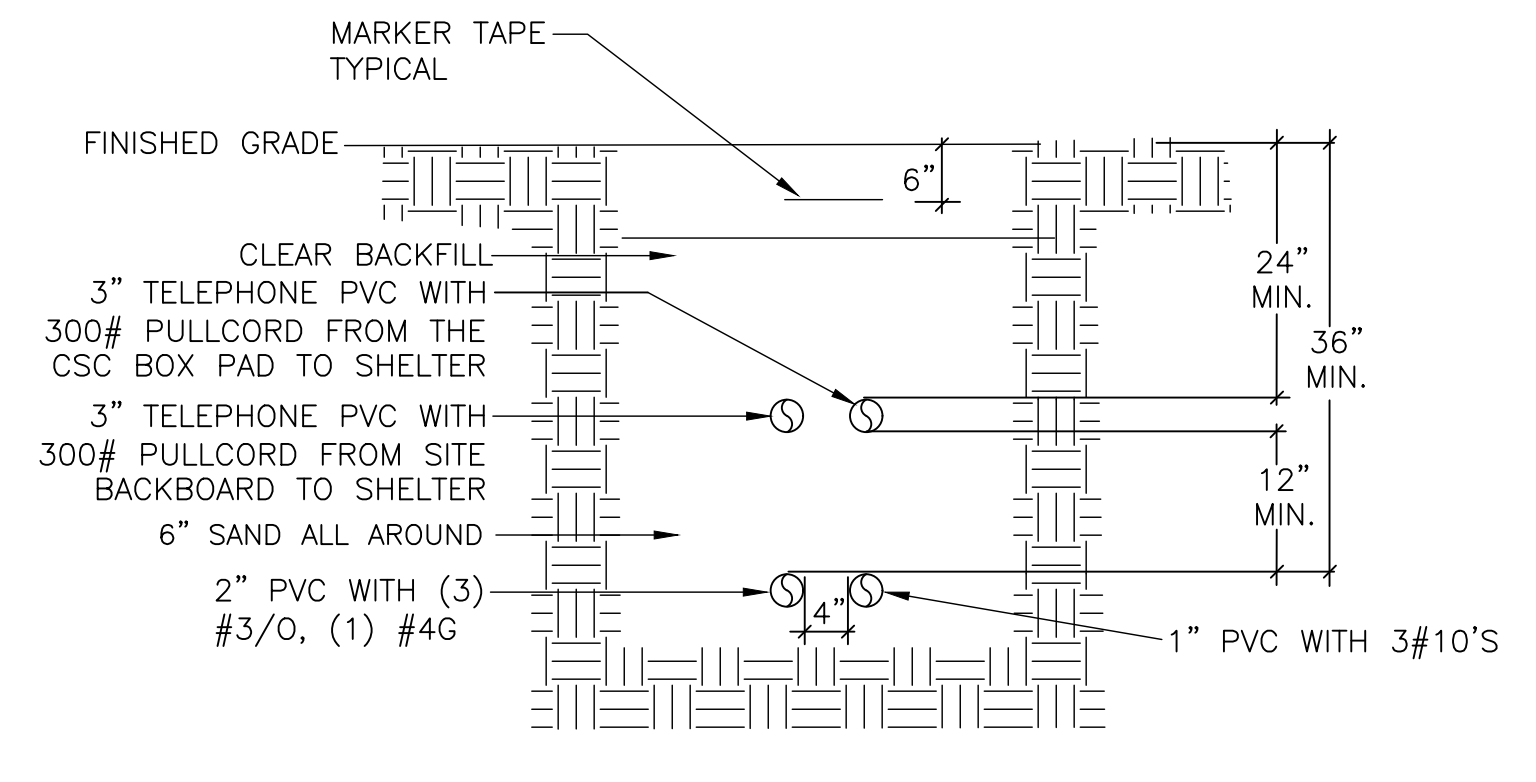 MARKER TAPE
TYPICAL
FINISHED GRADE
6”
CLEAR BACKFILL
24”
MIN.
3” TELEPHONE PVC WITH
300# PULLCORD FROM THE
CSC BOX PAD TO SHELTER
36”
MIN.
3” TELEPHONE PVC WITH
300# PULLCORD FROM SITE
BACKBOARD TO SHELTER
12”
MIN.
6” SAND ALL AROUND
2” PVC WITH (3)
#3/0, (1) #4G
4”
1” PVC WITH 3#10'S